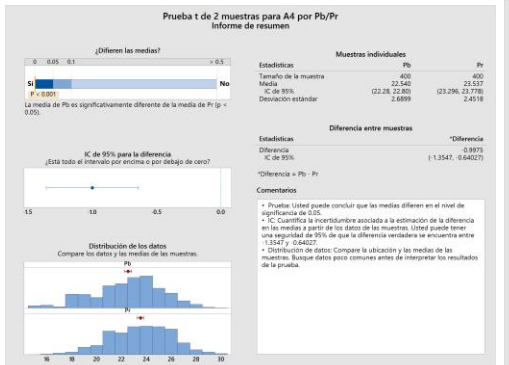 Prueba t de 2 muestras para A4 por Pb/Pr
Informe de resumen
¿Difieren las medias?
0 0.05 0.1 > 0.5
Sí No
P < 0.001
La media de Pb es significativamente diferente de la media de Pr (p <
0.05).
IC de 95% para la diferencia
¿Está todo el intervalo por encima o por debajo de cero?
-1.5 -1.0 -0.5 0.0
Distribución de los datos
Compare los datos y las medias de las muestras.
Pb
Pr
16 18 20 22 24 26 28 30
Muestras individuales
Estadísticas Pb Pr
Tamaño de la muestra 400 400
Media 22.540 23.537
IC de 95% (22.28, 22.80) (23.296, 23.778)
Desviación estándar 2.6899 2.4518
Diferencia entre muestras
Estadísticas *Diferencia
Diferencia -0.9975
IC de 95% (-1.3547, -0.64027)
*Diferencia = Pb - Pr
Comentarios
• Prueba: Usted puede concluir que las medias difieren en el nivel de
significancia de 0.05.
• IC: Cuantifica la incertidumbre asociada a la estimación de la diferencia
en las medias a partir de los datos de las muestras. Usted puede tener
una seguridad de 95% de que la diferencia verdadera se encuentra entre
-1.3547 y -0.64027.
• Distribución de datos: Compare la ubicación y las medias de las
muestras. Busque datos poco comunes antes de interpretar los resultados
de la prueba.